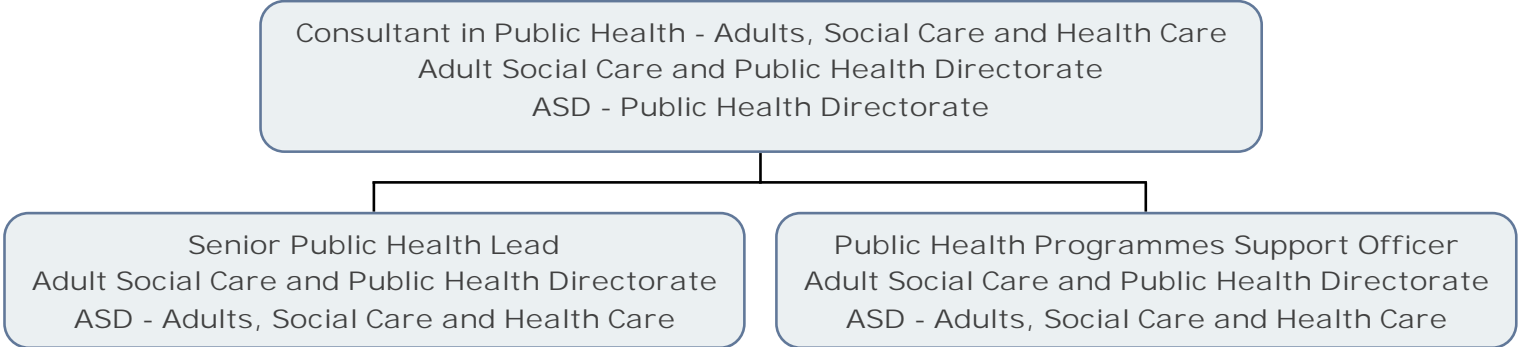 Consultant in Public Health - Adults, Social Care and Health Care
Adult Social Care and Public Health Directorate
ASD - Public Health Directorate
Senior Public Health Lead
Adult Social Care and Public Health Directorate
ASD - Adults, Social Care and Health Care
Public Health Programmes Support Officer
Adult Social Care and Public Health Directorate
ASD - Adults, Social Care and Health Care